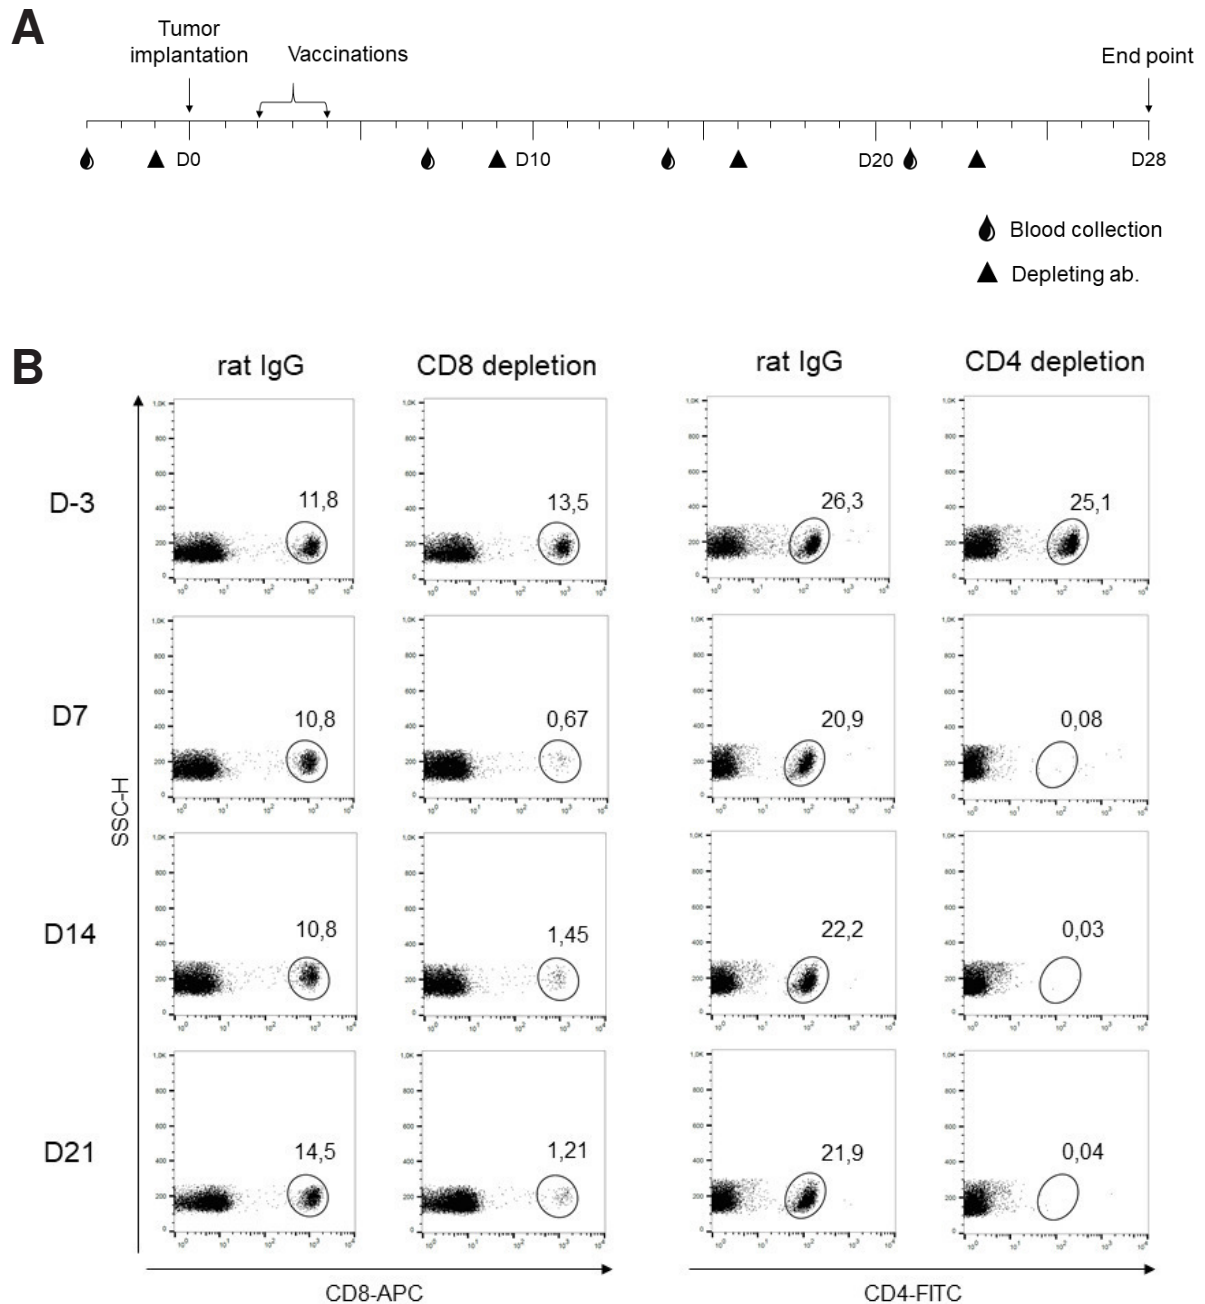 A
Tumor
implantation
Vaccinations
End point
D0
D10
D20
D28
Blood collection
Depleting ab.
B
rat IgG
CD8 depletion
rat IgG
CD4 depletion
D-3
11,8
13,5
26,3
25,1
D7
10,8
0,67
20,9
0,08
D14
10,8
1,45
22,2
0,03
D21
14,5
1,21
21,9
0,04
SSC-H
CD8-APC
CD4-FITC